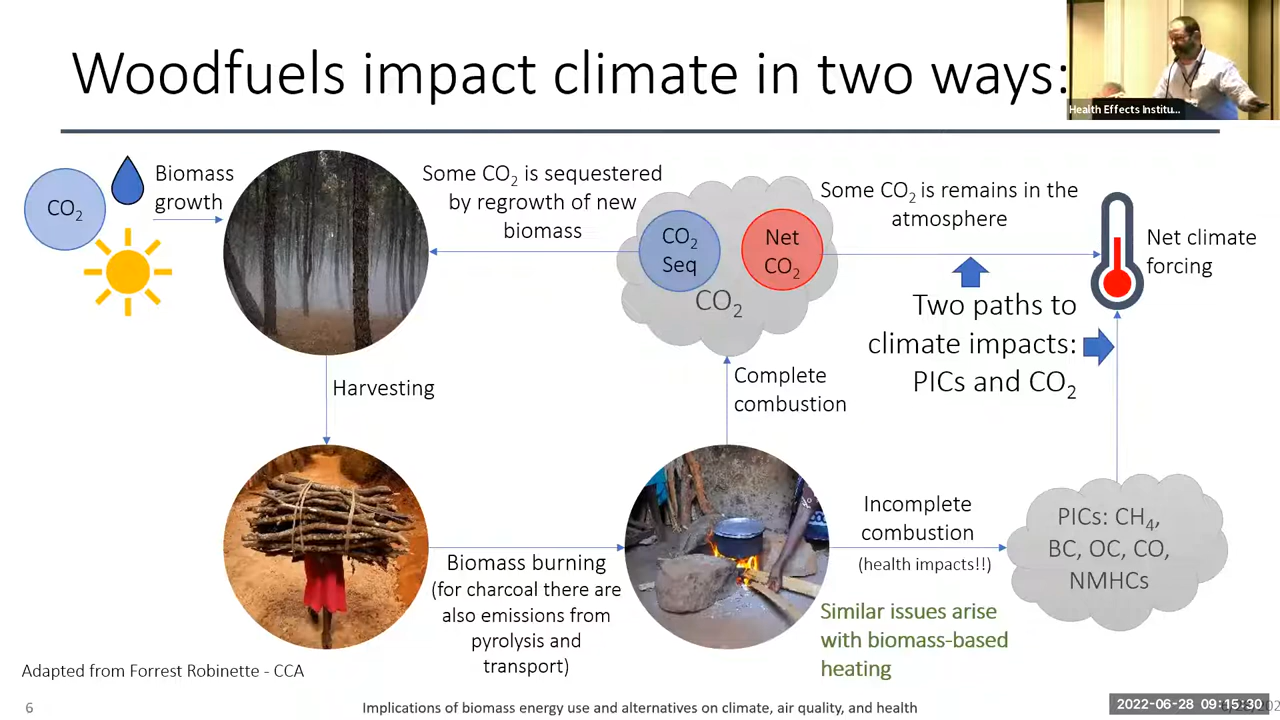 Woodfuels impact climate in two ways:
Health Effects Institu...
CO2
Biomass
growth
Some CO2 is sequestered
by regrowth of new
biomass
CO2
Seq
Net
CO2
CO2
Some CO2 is remains in the
atmosphere
Net climate
forcing
Two paths to
climate impacts:
PICs and CO2
Harvesting
Complete
combustion
Biomass burning
(for charcoal there are
also emissions from
pyrolysis and
transport)
Incomplete
combustion
(health impacts!!)
PICs: CH4,
BC, OC, CO,
NMHCs
Similar issues arise
with biomass-based
heating
Adapted from Forrest Robinette - CCA
6
Implications of biomass energy use and alternatives on climate, air quality, and health
2022-06-28 09:15:30